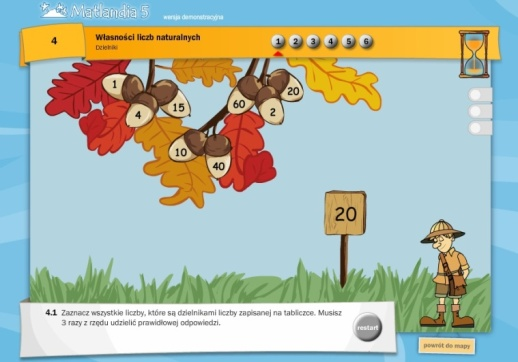 Matlandia 5 wersja demonstracyjna
4
Własności liczb naturalnych
Dzielniki
1 2 3 4 5 6
1
4
15
60
20
2
10
40
20
4.1 Zaznacz wszystkie liczby, które są dzielnikami liczby zapisanej na tabliczce. Musisz
3 razy z rzędu udzielić prawidłowej odpowiedzi.
restart
powrót do mapy